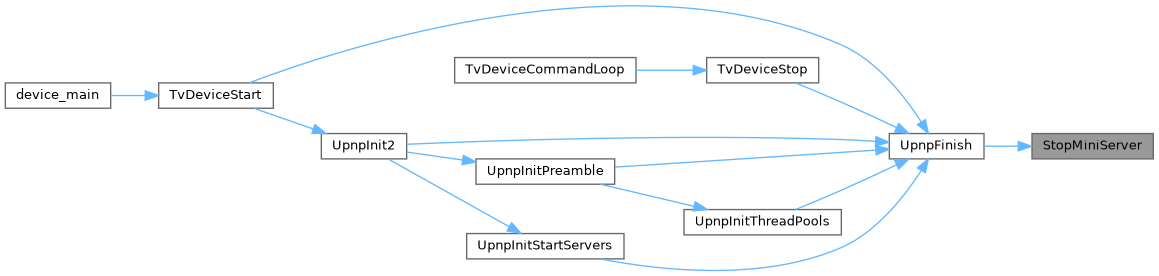 device_main
TvDeviceStart
TvDeviceCommandLoop
TvDeviceStop
UpnpInit2
UpnpFinish
StopMiniServer
UpnpInitPreamble
UpnpInitThreadPools
UpnpInitStartServers